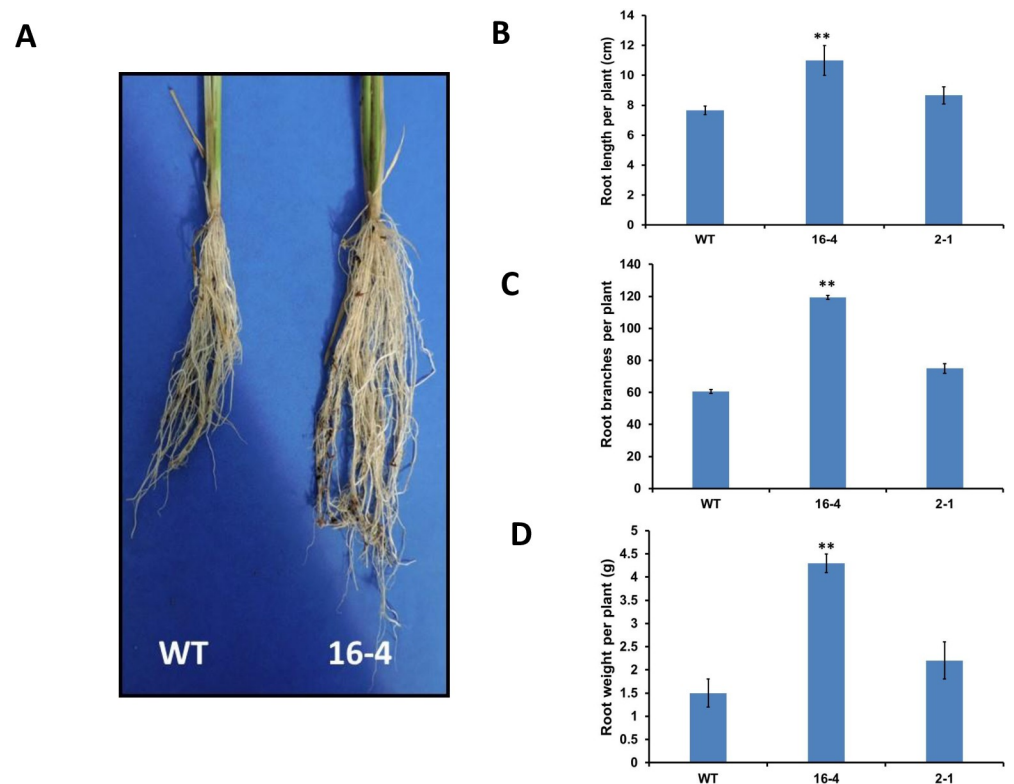 A
WT
16-4
B
Root length per plant (cm)
14
12
10
8
6
4
2
0
**
WT 16-4 2-1
C
Root branches per plant
140
120
100
80
60
40
20
0
**
WT 16-4 2-1
D
Root weight per plant (g)
5
4.5
4
3.5
3
2.5
2
1.5
1
0.5
0
**
WT 16-4 2-1